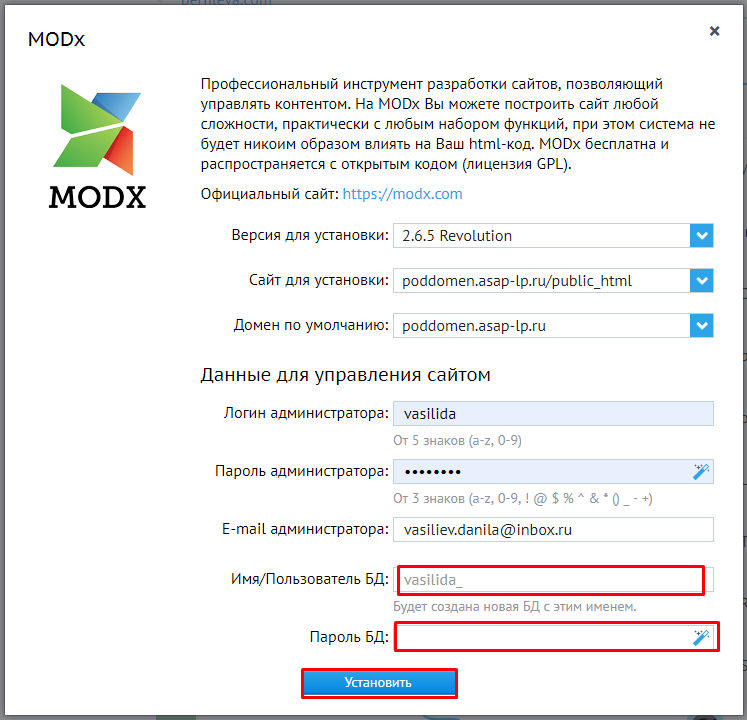 MODx
×
Профессиональный инструмент разработки сайтов, позволяющий
управлять контентом. На MODx Вы можете построить сайт любой
сложности, практически с любым набором функций, при этом система не
будет никоим образом влиять на Ваш html-код. MODx бесплатна и
распространяется с открытым кодом (лицензия GPL).
MODX
Официальный сайт: https://modx.com
Версия для установки: 2.6.5 Revolution
Сайт для установки: poddomen.asap-lp.ru/public_html
Домен по умолчанию: poddomen.asap-lp.ru
Данные для управления сайтом
Логин администратора: vasilida
От 5 знаков (a-z, 0-9)
Пароль администратора: ••••••••
От 3 знаков (a-z, 0-9, ! @ $ % ^ & * () _ - +)
E-mail администратора: vasiliev.danila@inbox.ru
Имя/Пользователь БД: vasilida_
Будет создана новая БД с этим именем.
Пароль БД:
Установить